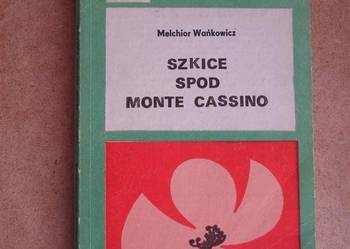 Melchior Wańkowicz
SZKICE
SPOD
MONTE CASSINO